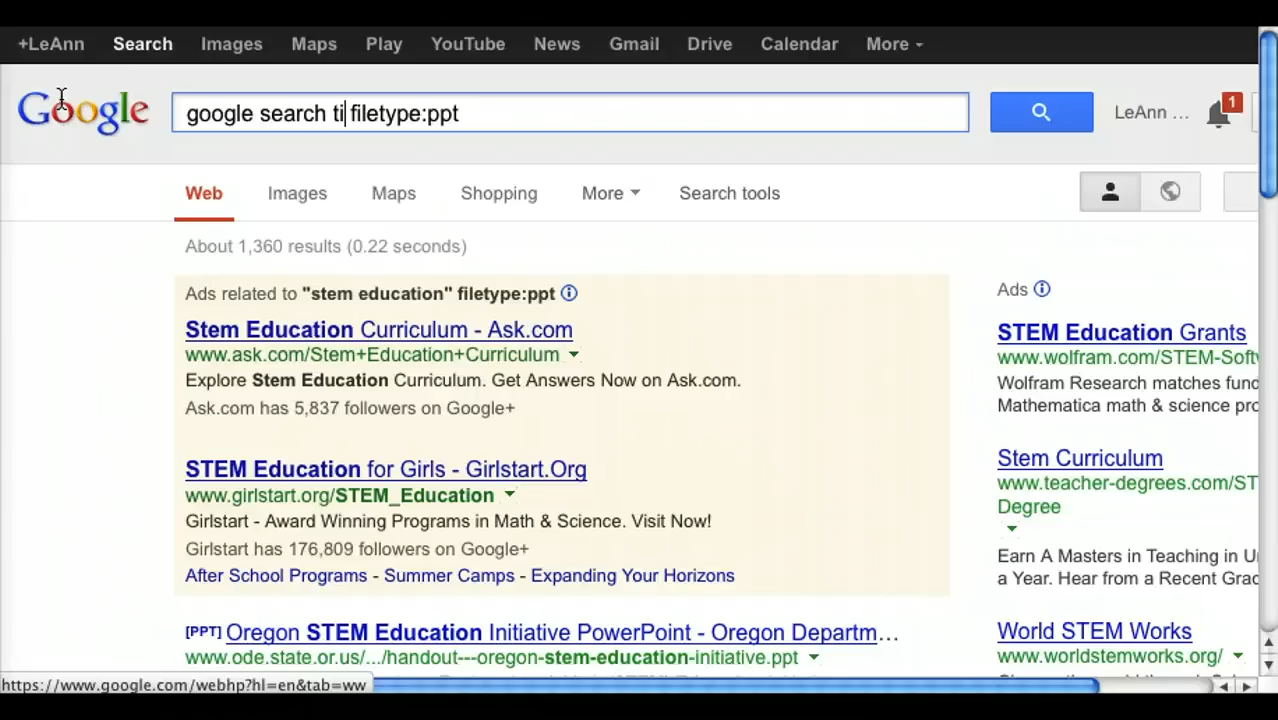 +LeAnn Search Images Maps Play YouTube News Gmail Drive Calendar More
Google
google search ti filetype:ppt
LeAnn ...
1
Web Images Maps Shopping More Search tools
About 1,360 results (0.22 seconds)
Ads related to "stem education" filetype:ppt
Stem Education Curriculum - Ask.com
www.ask.com/Stem+Education+Curriculum
Explore Stem Education Curriculum. Get Answers Now on Ask.com.
Ask.com has 5,837 followers on Google+
STEM Education for Girls - Girlstart.Org
www.girlstart.org/STEM_Education
Girlstart - Award Winning Programs in Math & Science. Visit Now!
Girlstart has 176,809 followers on Google+
After School Programs - Summer Camps - Expanding Your Horizons
[PPT] Oregon STEM Education Initiative PowerPoint - Oregon Departm...
www.ode.state.or.us/.../handout---oregon-stem-education-initiative.ppt
Ads
STEM Education Grants
www.wolfram.com/STEM-Softw
Wolfram Research matches fund
Mathematica math & science pro
Stem Curriculum
www.teacher-degrees.com/ST
Degree
Earn A Masters in Teaching in U
a Year. Hear from a Recent Grad
World STEM Works
www.worldstemworks.org/
https://www.google.com/webhp?hl=en&tab=ww